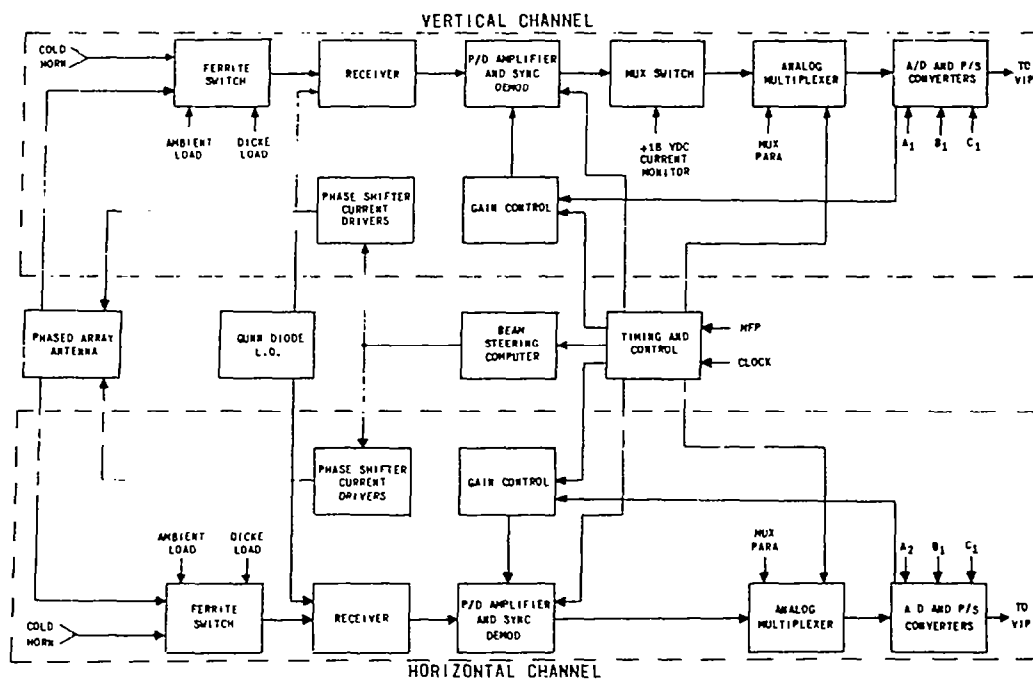 VERTICAL CHANNEL
COLD
HORN
FERRITE
SWITCH
RECEIVER
P/D AMPLIFIER
AND SYNC
DEMOD
MUX SWITCH
ANALOG
MULTIPLEXER
A/D AND P/S
CONVERTERS
TO
VIP
AMBIENT
LOAD
DICKE
LOAD
+18 VDC
CURRENT
MONITOR
MUX
PARA
A1
B1
C1
PHASE SHIFTER
CURRENT
DRIVERS
GAIN CONTROL
PHASED ARRAY
ANTENNA
GUNN DIODE
L.O.
BEAM
STEERING
COMPUTER
TIMING AND
CONTROL
MFP
CLOCK
PHASE SHIFTER
CURRENT
DRIVERS
GAIN CONTROL
AMBIENT
LOAD
DICKE
LOAD
MUX
PARA
A2
B1
C1
COLD
HORN
FERRITE
SWITCH
RECEIVER
P/D AMPLIFIER
AND SYNC
DEMOD
ANALOG
MULTIPLEXER
A D AND P/S
CONVERTERS
TO
VIP
HORIZONTAL CHANNEL